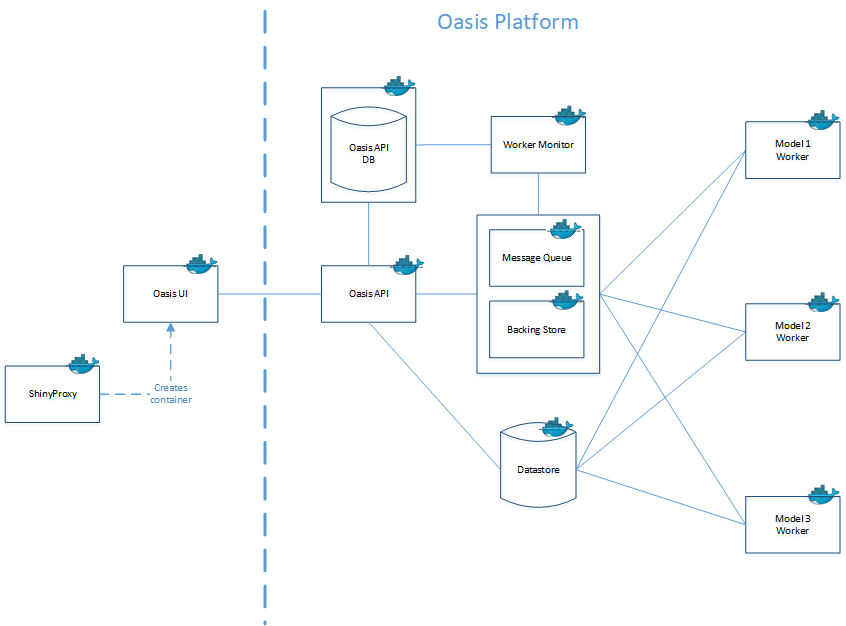 Oasis Platform
Oasis API
DB
Worker Monitor
Model 1
Worker
Message Queue
Oasis UI
Oasis API
Backing Store
Model 2
Worker
ShinyProxy
Creates
container
Datastore
Model 3
Worker